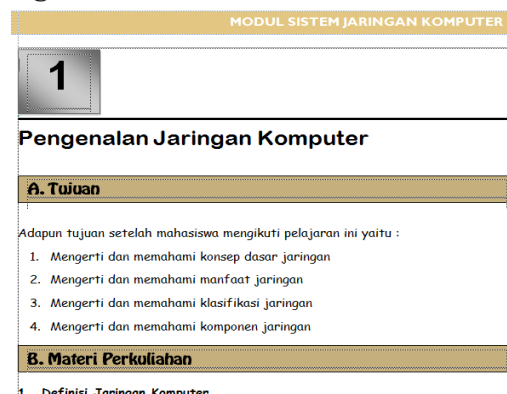 MODUL SISTEM JARINGAN KOMPUTER
1
Pengenalan Jaringan Komputer
A. Tujuan
Adapun tujuan setelah mahasiswa mengikuti pelajaran ini yaitu :
1. Mengerti dan memahami konsep dasar jaringan
2. Mengerti dan memahami manfaat jaringan
3. Mengerti dan memahami klasifikasi jaringan
4. Mengerti dan memahami komponen jaringan
B. Materi Perkuliahan
1. Definisi Jaringan Komputer